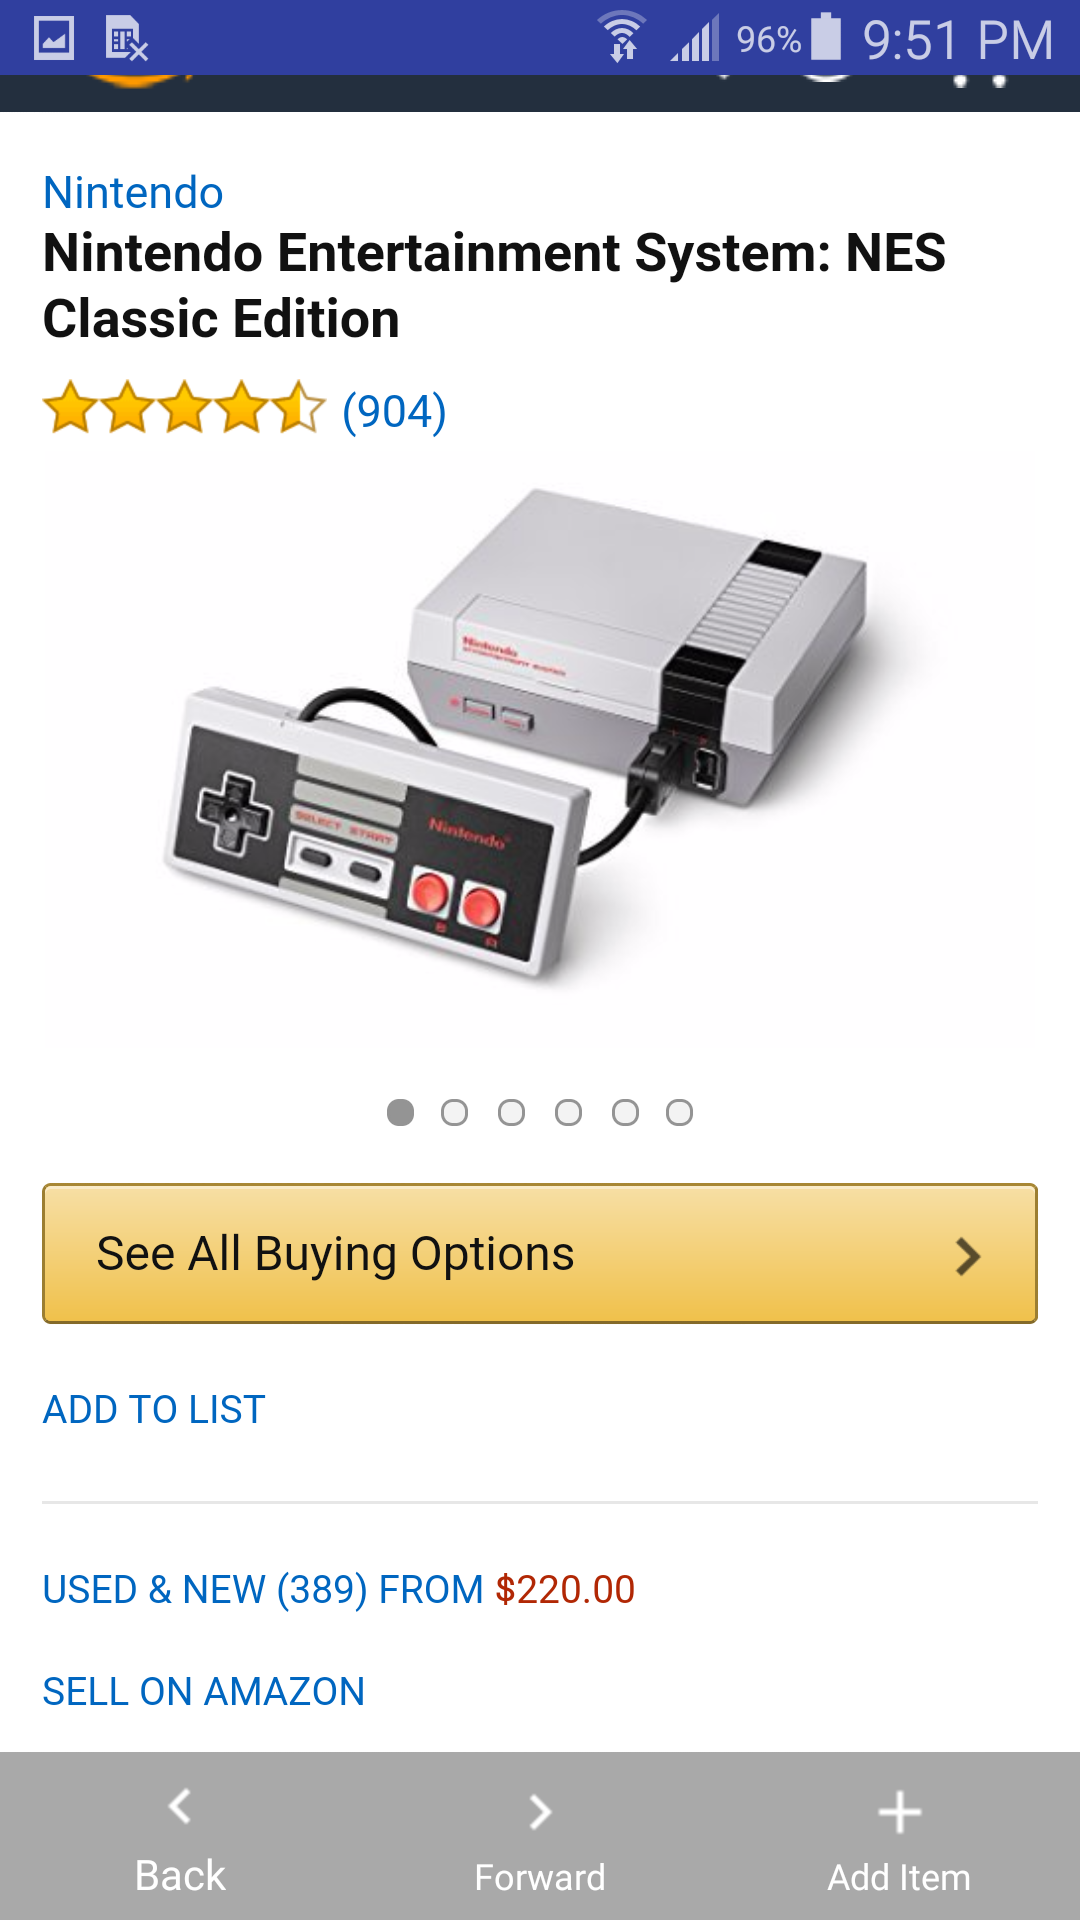 96% 9:51 PM
Nintendo
Nintendo Entertainment System: NES
Classic Edition
(904)
Nintendo
SELECT START
Nintendo
B A
See All Buying Options
ADD TO LIST
USED & NEW (389) FROM $220.00
SELL ON AMAZON
Back Forward Add Item